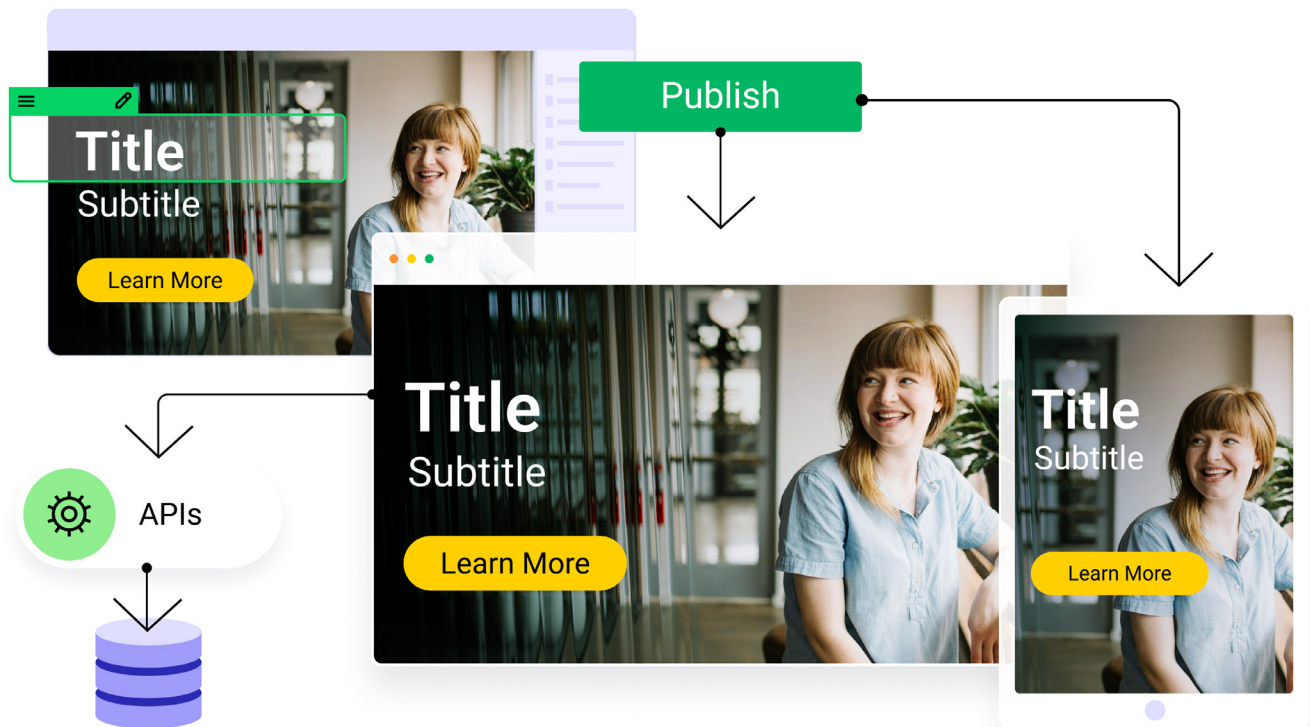 Publish
Title
Subtitle
Learn More
Title
Subtitle
Learn More
Title
Subtitle
Learn More
APIs